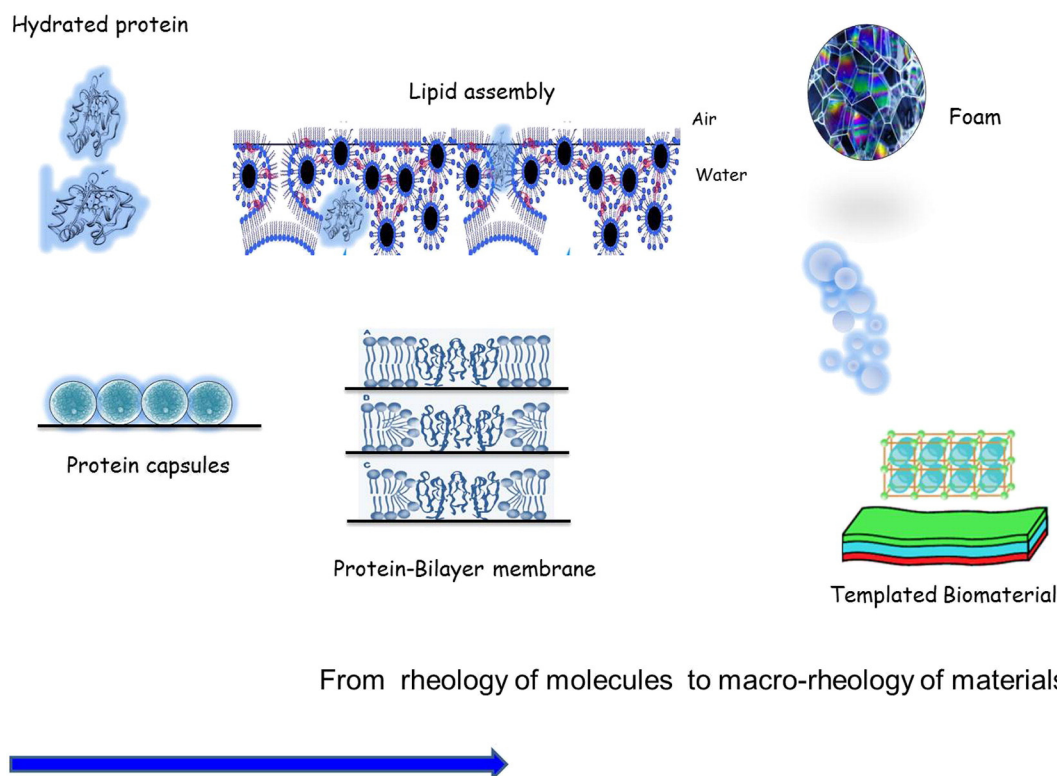 Hydrated protein
Lipid assembly
Air
Water
Foam
Protein capsules
A
B
C
Protein-Bilayer membrane
Templated Biomaterial
From rheology of molecules to macro-rheology of materials